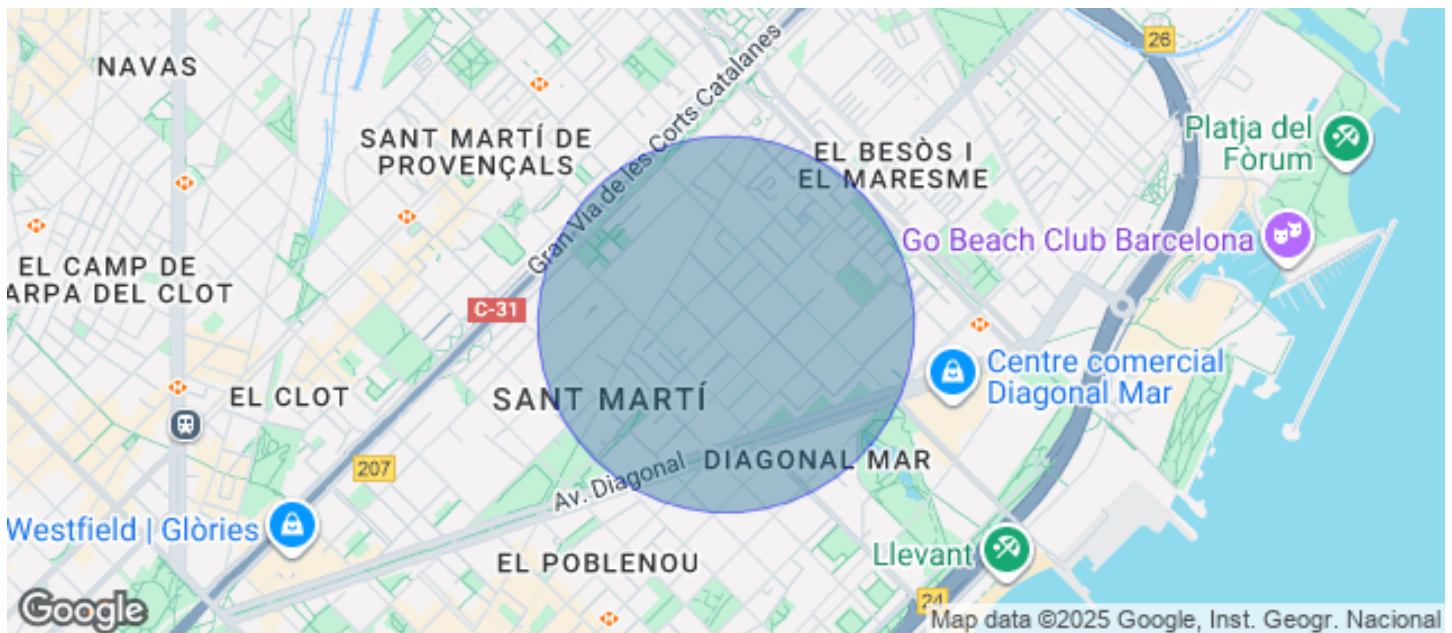 26
NAVAS
Gran Via de les Corts Catalanes
Platja del
Fòrum
SANT MARTÍ DE
PROVENÇALS
EL BESÒS I
EL MARESME
Go Beach Club Barcelona
EL CAMP DE
ARPA DEL CLOT
C-31
Centre comercial
Diagonal Mar
EL CLOT
SANT MARTÍ
207
Av. Diagonal
DIAGONAL MAR
Westfield | Glòries
Llevant
EL POBLENOU
24
Google
Map data ©2025 Google, Inst. Geogr. Nacional